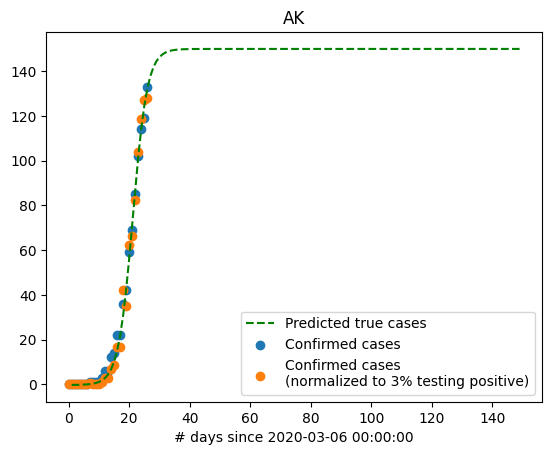 AK
140
120
100
80
60
40
20
0
Predicted true cases
Confirmed cases
Confirmed cases
(normalized to 3% testing positive)
0 20 40 60 80 100 120 140
# days since 2020-03-06 00:00:00